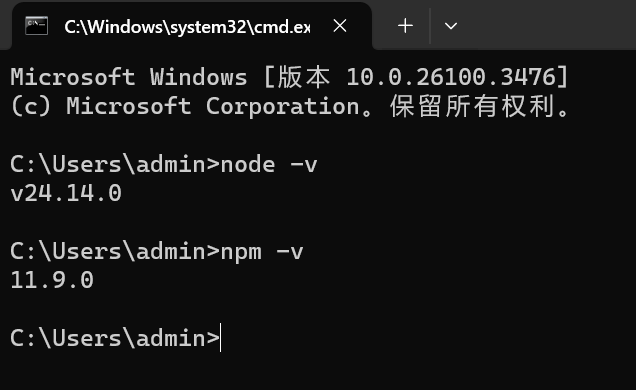 C:\Windows\system32\cmd.ex
Microsoft Windows [版本 10.0.26100.3476]
(c) Microsoft Corporation。保留所有权利。
C:\Users\admin>node -v
v24.14.0
C:\Users\admin>npm -v
11.9.0
C:\Users\admin>